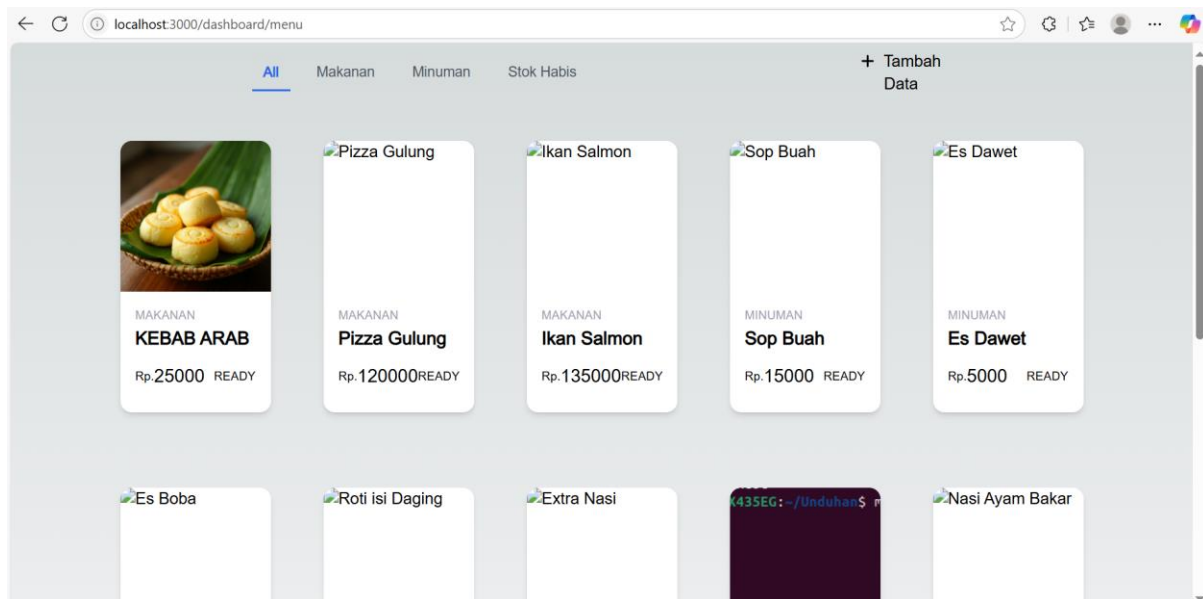 localhost:3000/dashboard/menu
All Makanan Minuman Stok Habis
+ Tambah
Data
Pizza Gulung Ikan Salmon Sop Buah Es Dawet
MAKANAN MAKANAN MAKANAN MINUMAN MINUMAN
KEBAB ARAB Pizza Gulung Ikan Salmon Sop Buah Es Dawet
Rp.25000 READY Rp.120000READY Rp.135000READY Rp.15000 READY Rp.5000 READY
Es Boba Roti isi Daging Extra Nasi K435EG:~/Unduhan$ Nasi Ayam Bakar